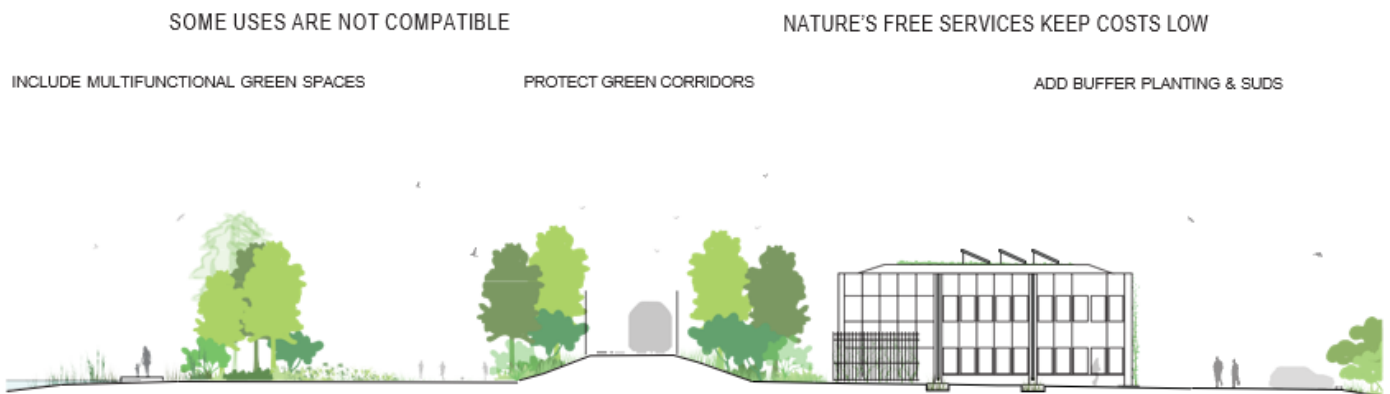 SOME USES ARE NOT COMPATIBLE
NATURE'S FREE SERVICES KEEP COSTS LOW
INCLUDE MULTIFUNCTIONAL GREEN SPACES
PROTECT GREEN CORRIDORS
ADD BUFFER PLANTING & SUDS